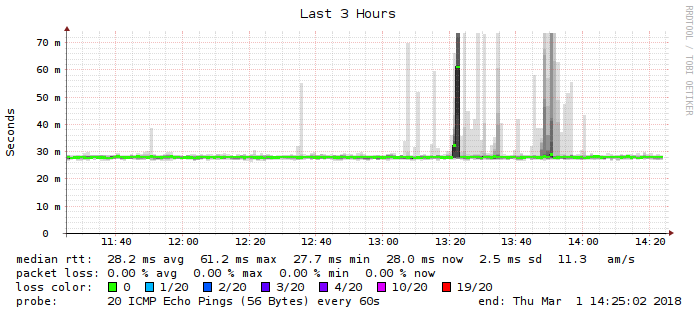 Last 3 Hours
RRDTOOL / TOBI OETIKER
Seconds
70 m
60 m
50 m
40 m
30 m
20 m
10 m
0
11:40 12:00 12:20 12:40 13:00 13:20 13:40 14:00 14:20
median rtt: 28.2 ms avg 61.2 ms max 27.7 ms min 28.0 ms now 2.5 ms sd 11.3 am/s
packet loss: 0.00 % avg 0.00 % max 0.00 % min 0.00 % now
loss color: 0 1/20 2/20 3/20 4/20 10/20 19/20
probe: 20 ICMP Echo Pings (56 Bytes) every 60s end: Thu Mar 1 14:25:02 2018